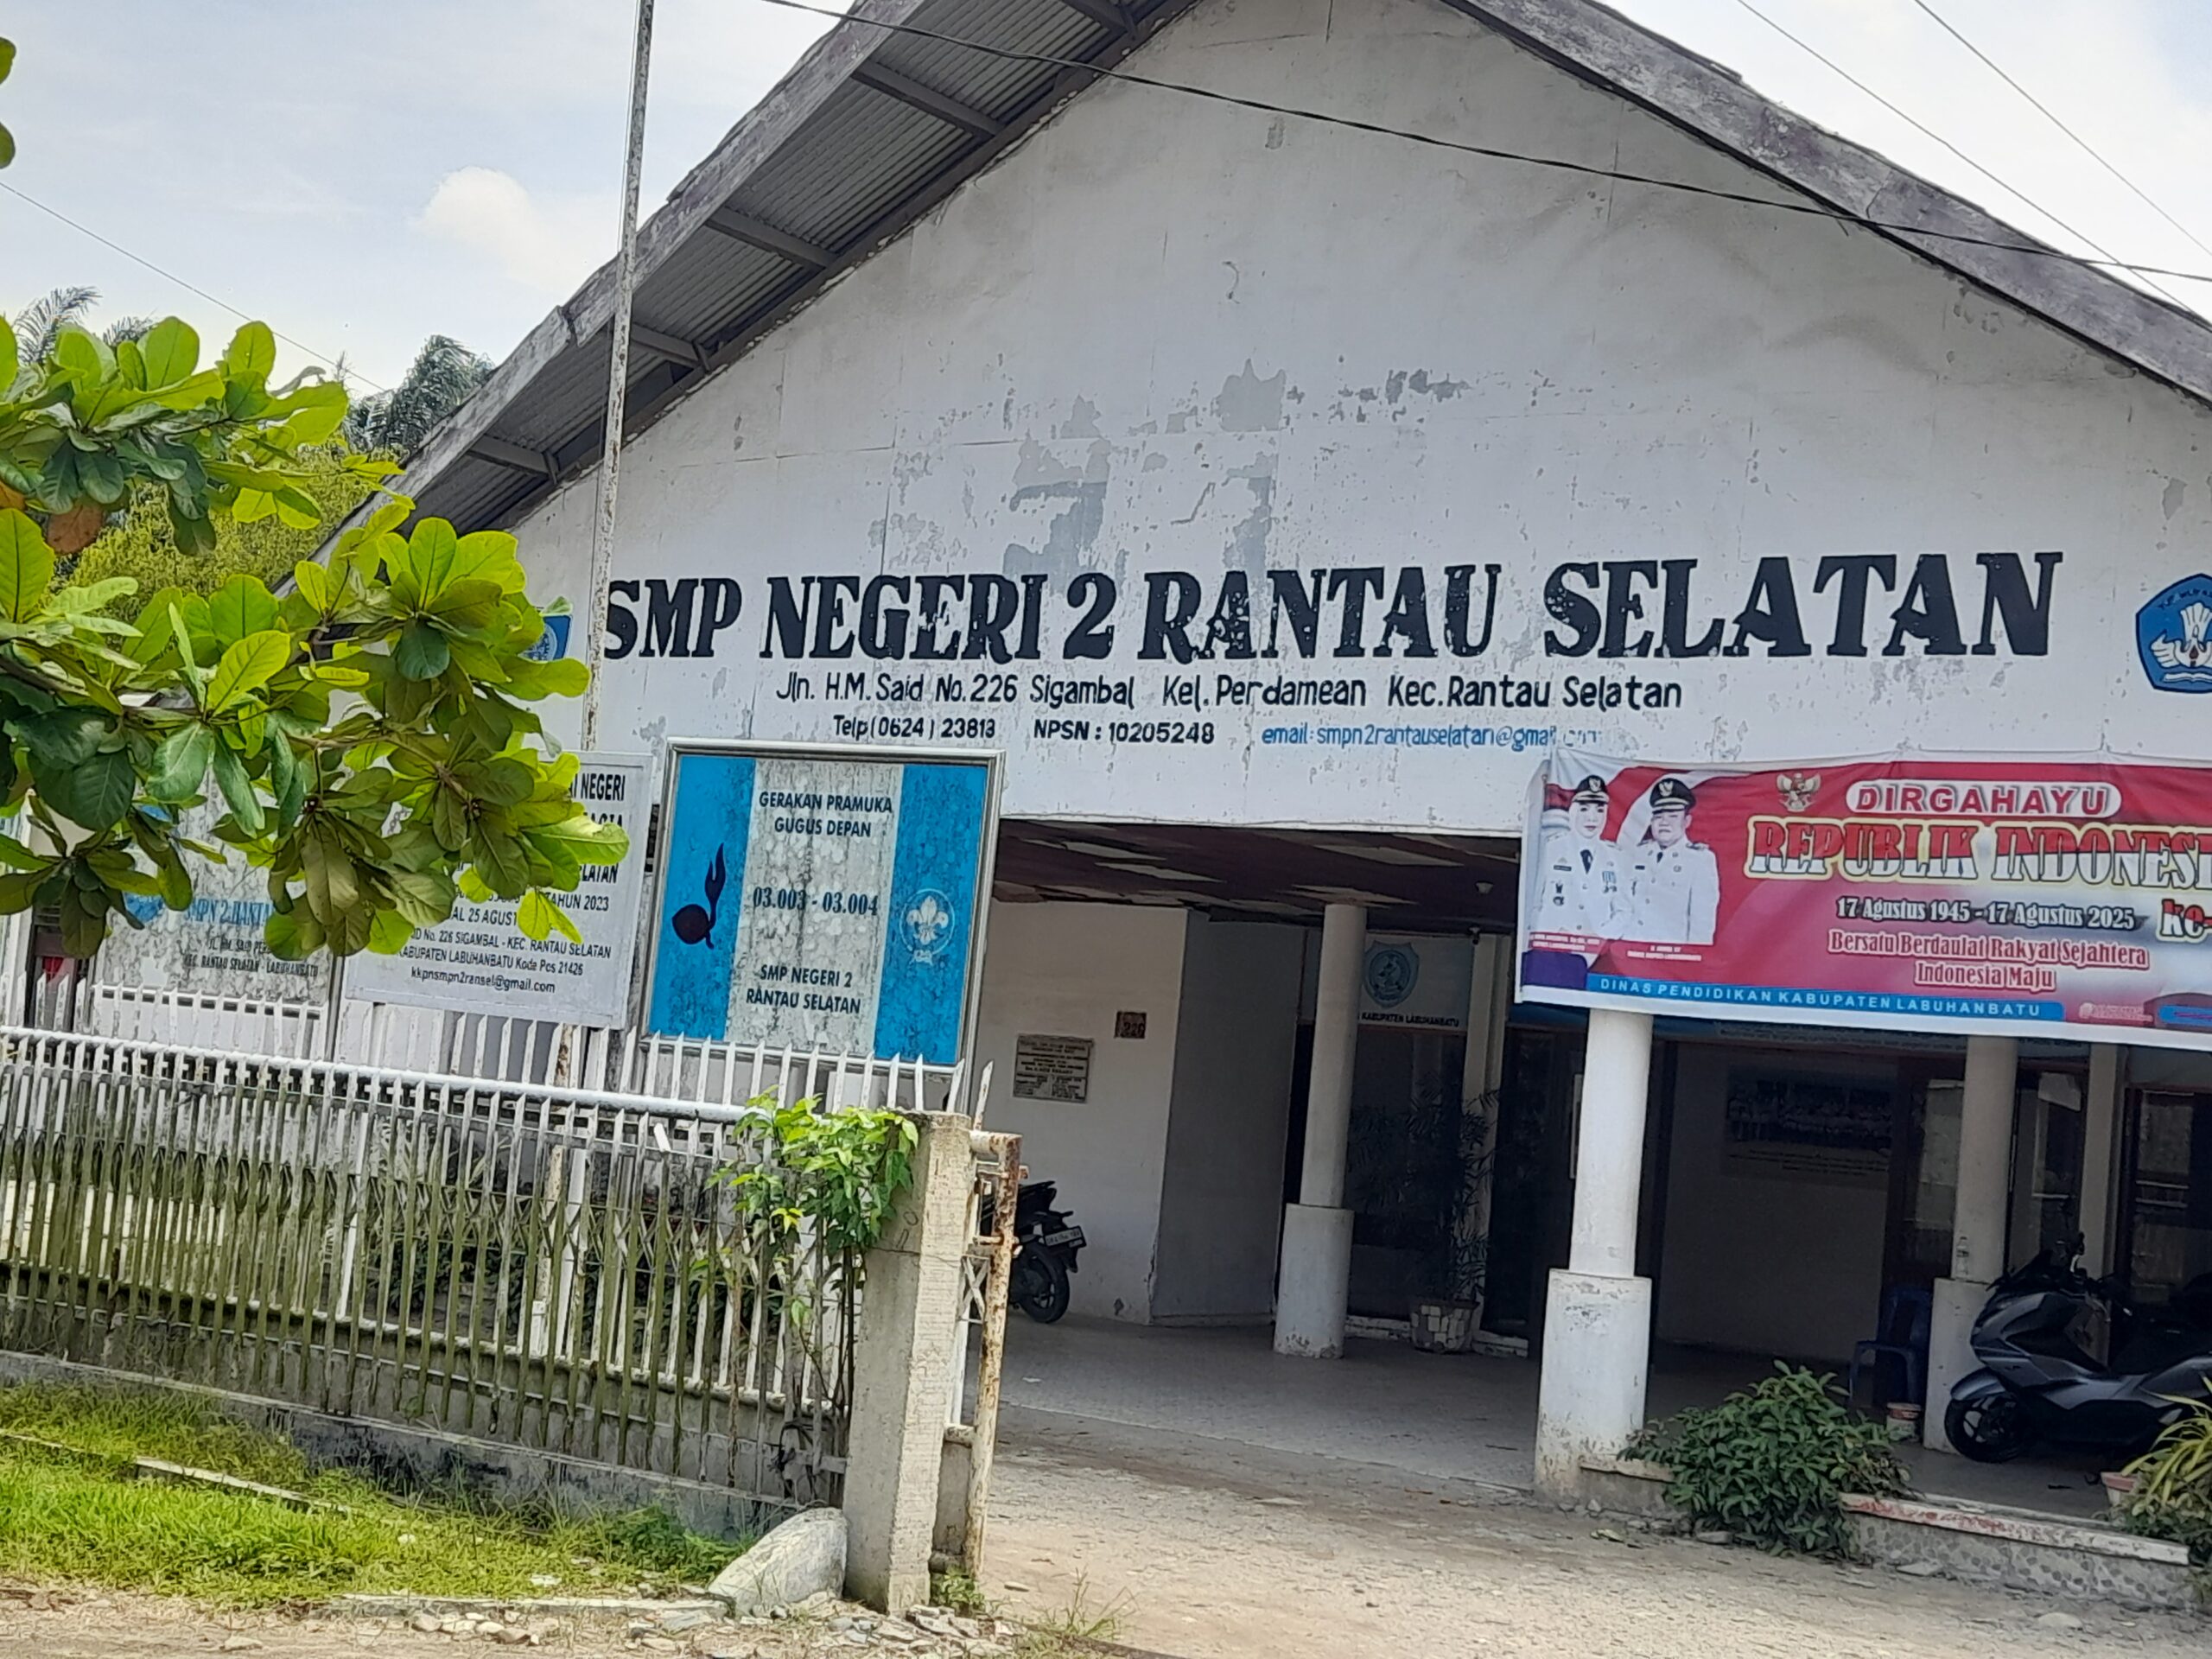 SMP NEGERI 2 RANTAU SELATAN
Jln. H.M. Said No. 226 Sigambal Kel. Perdamean Kec. Rantau Selatan
Telp (0624) 23813 NPSN : 10205248 email: smpn2rantauselatan@gmail
GERAKAN PRAMUKA
GUGUS DEPAN
03.003 - 03.004
SMP NEGERI 2
RANTAU SELATAN
NEGERI
TAHUN 2023
25
No. 226 SIGAMBAL - KEC. RANTAU SELATAN
KABUPATEN LABUHANBATU Kode Pos 21426
kkpnsmpn2ransel@gmail.com
SMPN 2
KEC. RANTAU SELATAN - LABUHANBATU
DIRGAHAYU
REPUBLIK INDONESI
17 Agustus 1945 - 17 Agustus 2025 ke-
Bersatu Berdaulat Rakyat Sejahtera
Indonesia Maju
DINAS PENDIDIKAN KABUPATEN LABUHANBATU
KABUPATEN LABUHANBATU
226